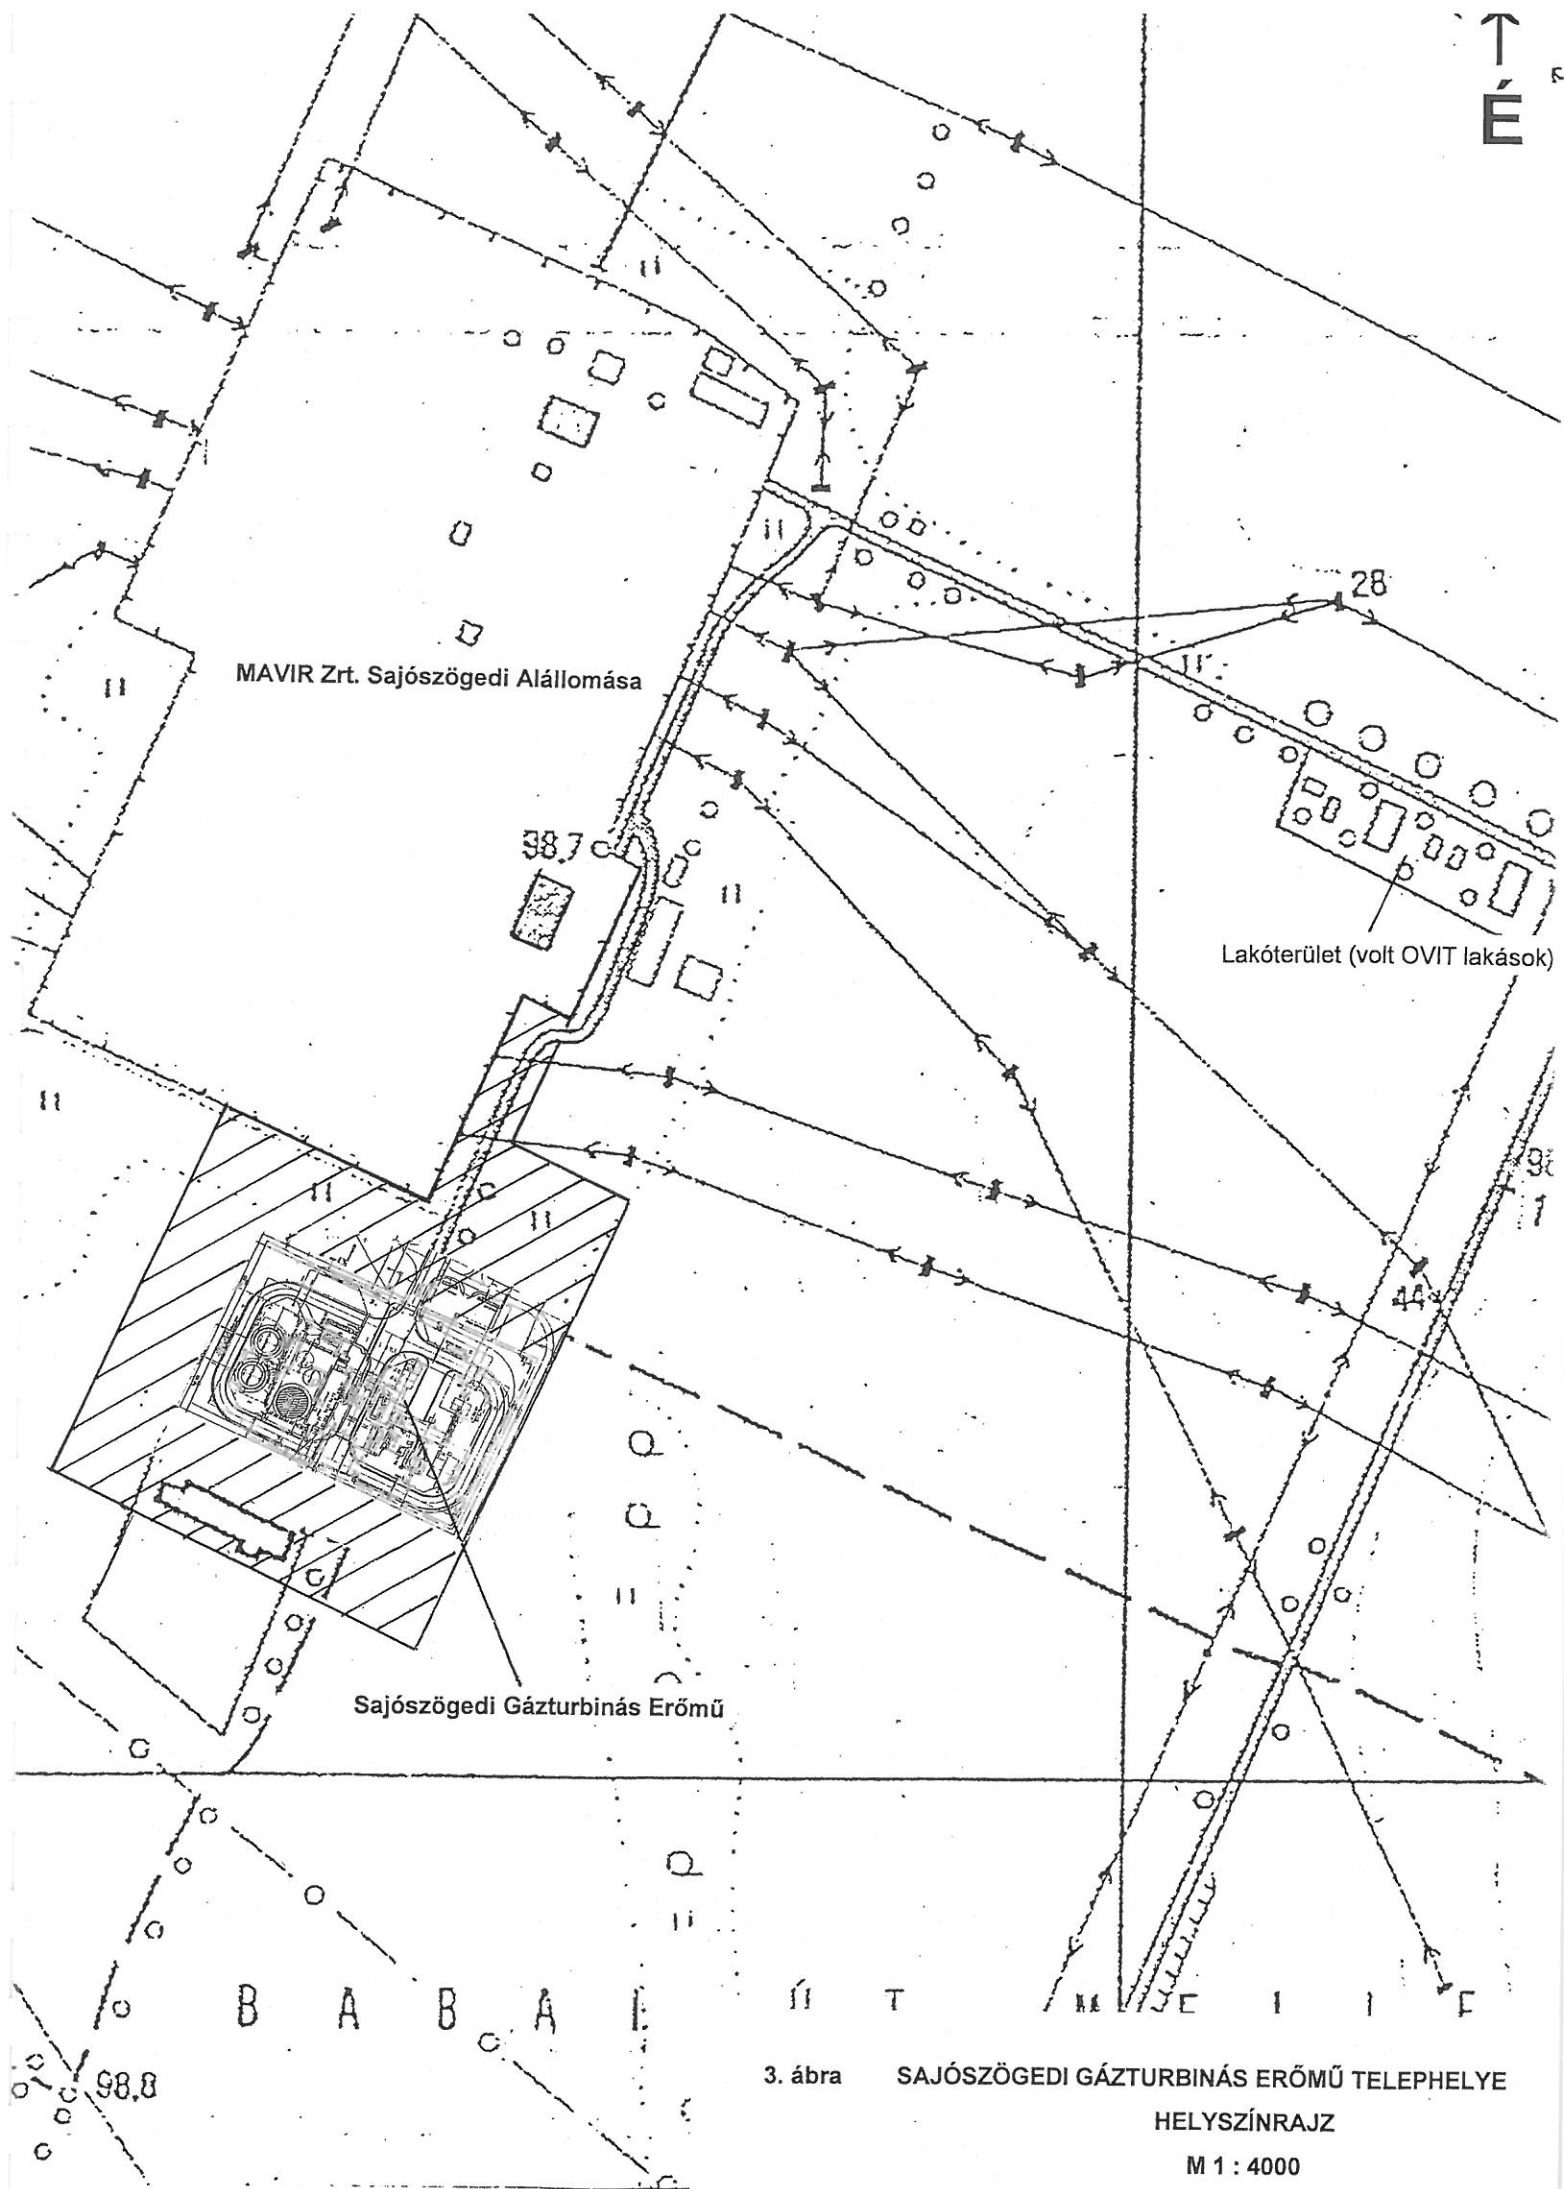 É
28
MAVIR Zrt. Sajószögedi Alállomása
98,7
Lakóterület (volt OVIT lakások)
44
Sajószögedi Gázturbinás Erőmű
B A B A
98,8
3. ábra SAJÓSZÖGEDI GÁZTURBINÁS ERŐMŰ TELEPHELYE
HELYSZÍNRAJZ
M 1 : 4000